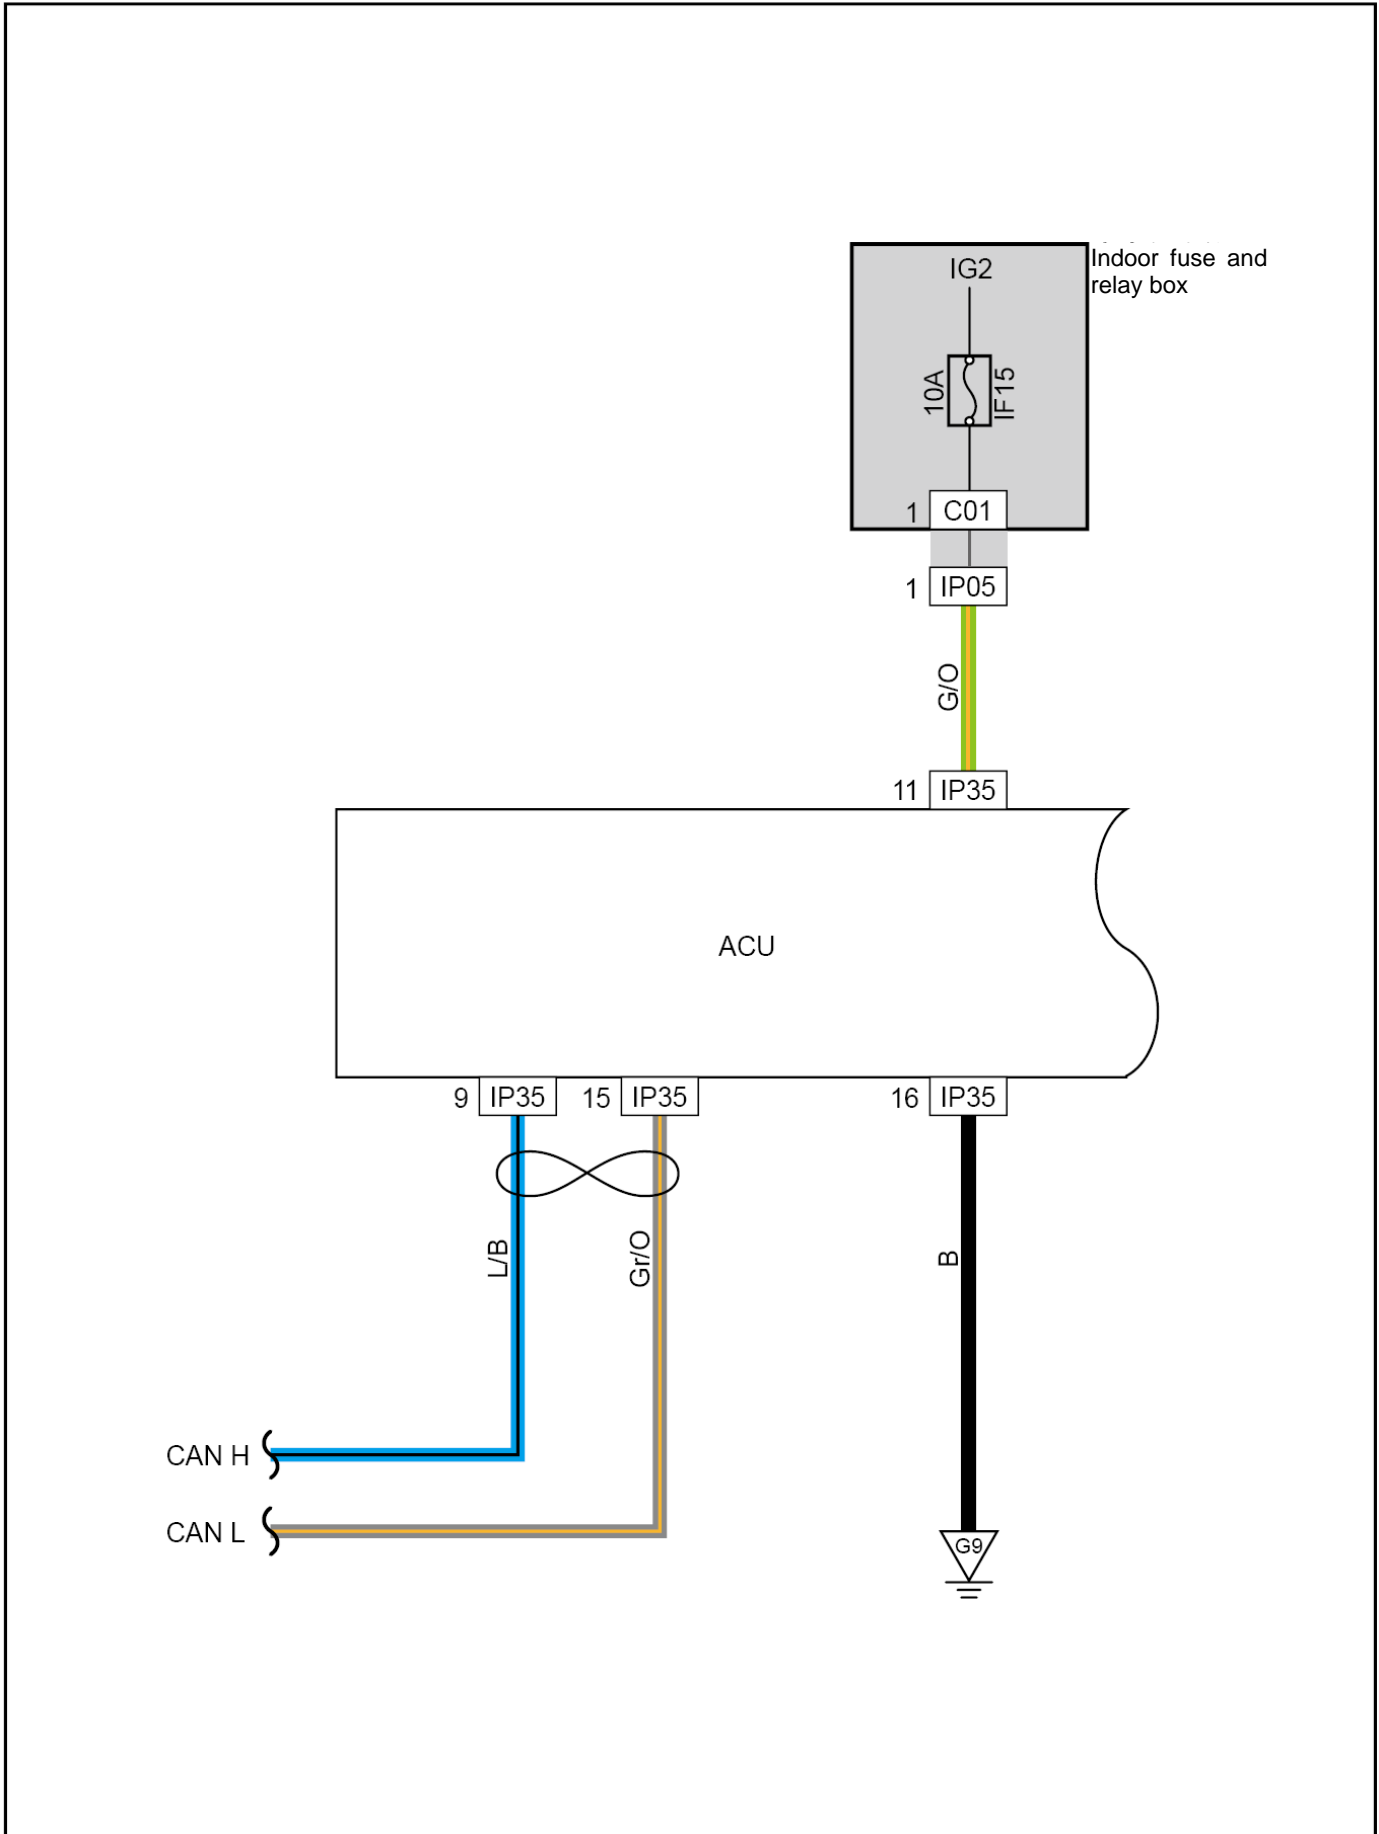 Indoor fuse and
relay box
IG2
10A
IF15
1 C01
1 IP05
G/O
11 IP35
ACU
9 IP35 15 IP35 16 IP35
L/B
Gr/O
B
CAN H
CAN L
G9